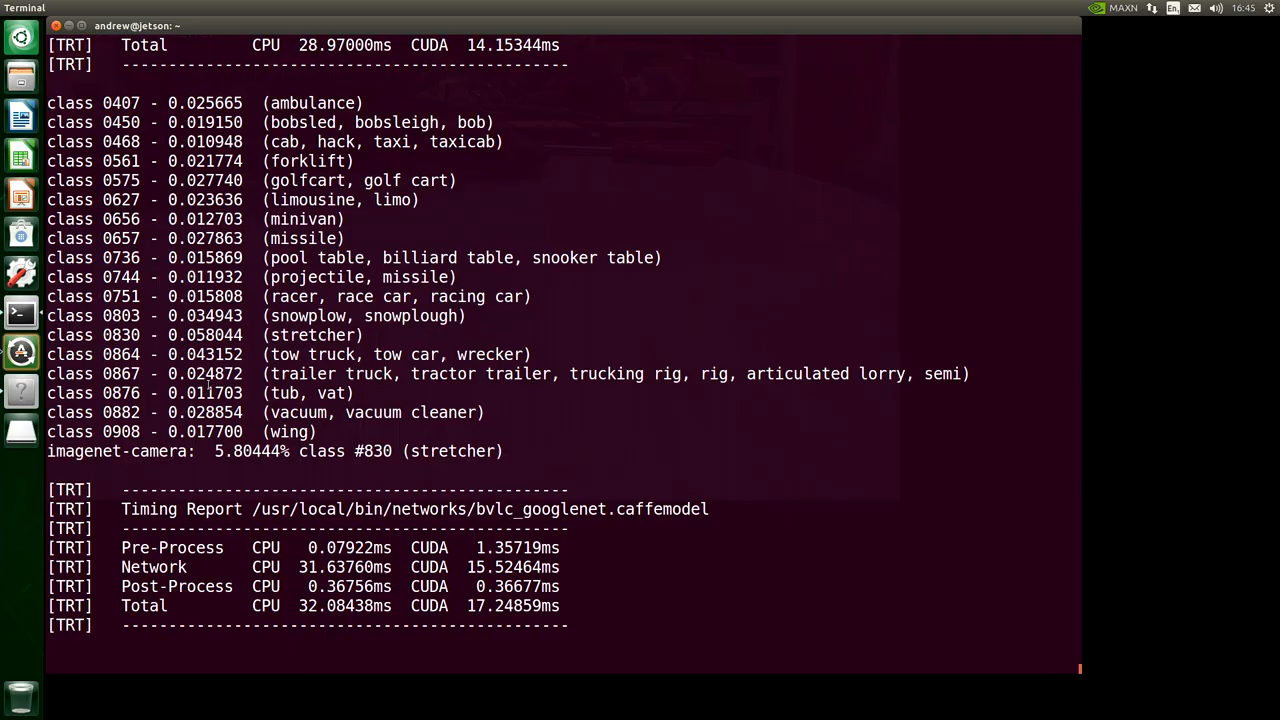 Terminal
MAXN
En
16:45
andrew@jetson: ~
[TRT] Total CPU 28.97000ms CUDA 14.15344ms
[TRT] ------------------------------------------------
class 0407 - 0.025665 (ambulance)
class 0450 - 0.019150 (bobsled, bobsleigh, bob)
class 0468 - 0.010948 (cab, hack, taxi, taxicab)
class 0561 - 0.021774 (forklift)
class 0575 - 0.027740 (golfcart, golf cart)
class 0627 - 0.023636 (limousine, limo)
class 0656 - 0.012703 (minivan)
class 0657 - 0.027863 (missile)
class 0736 - 0.015869 (pool table, billiard table, snooker table)
class 0744 - 0.011932 (projectile, missile)
class 0751 - 0.015808 (racer, race car, racing car)
class 0803 - 0.034943 (snowplow, snowplough)
class 0830 - 0.058044 (stretcher)
class 0864 - 0.043152 (tow truck, tow car, wrecker)
class 0867 - 0.024872 (trailer truck, tractor trailer, trucking rig, rig, articulated lorry, semi)
class 0876 - 0.011703 (tub, vat)
class 0882 - 0.028854 (vacuum, vacuum cleaner)
class 0908 - 0.017700 (wing)
imagenet-camera: 5.80444% class #830 (stretcher)
[TRT] ------------------------------------------------
[TRT] Timing Report /usr/local/bin/networks/bvlc_googlenet.caffemodel
[TRT] ------------------------------------------------
[TRT] Pre-Process CPU 0.07922ms CUDA 1.35719ms
[TRT] Network CPU 31.63760ms CUDA 15.52464ms
[TRT] Post-Process CPU 0.36756ms CUDA 0.36677ms
[TRT] Total CPU 32.08438ms CUDA 17.24859ms
[TRT] ------------------------------------------------